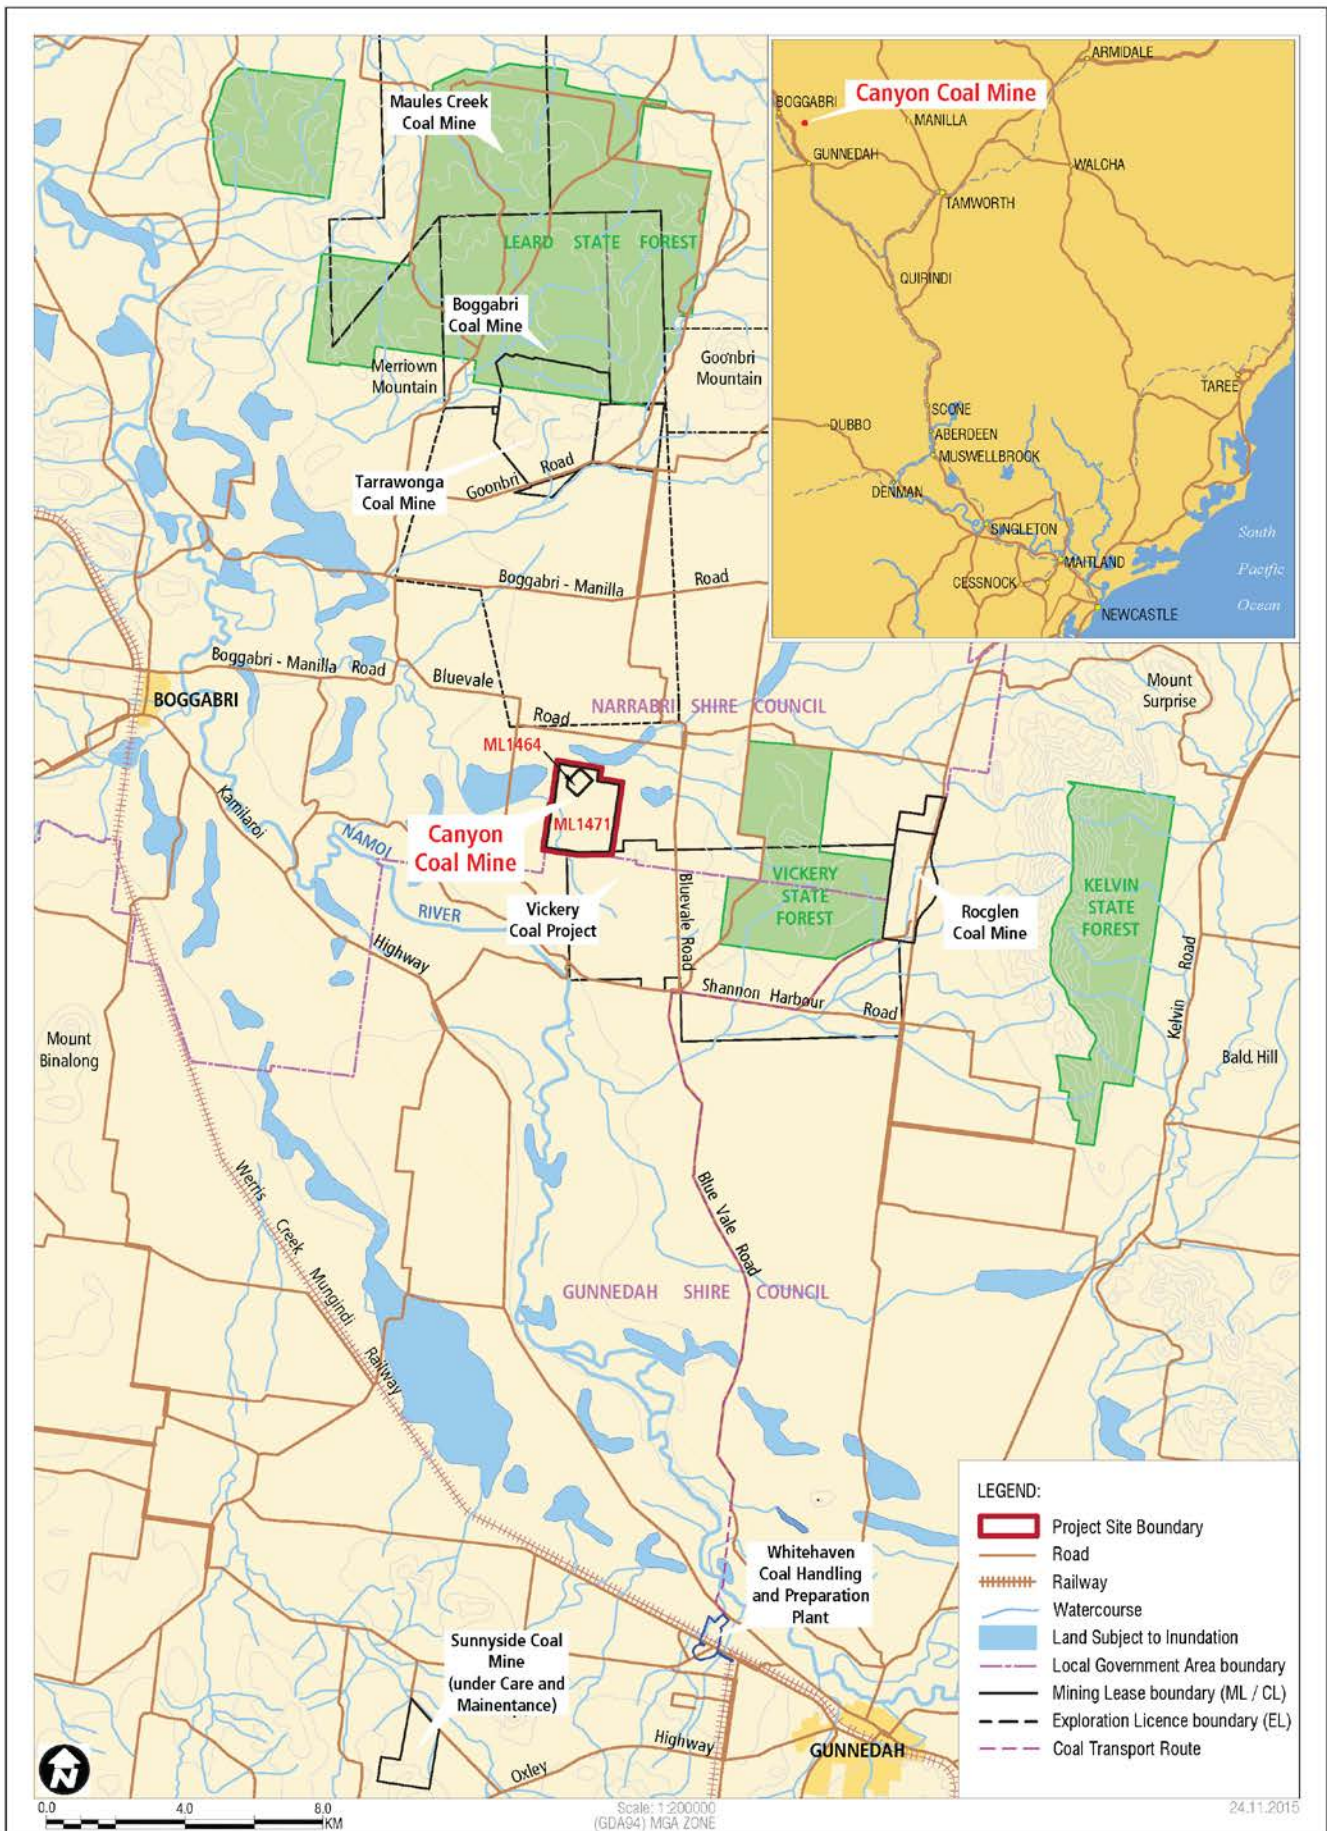 Maules Creek
Coal Mine
LEARD STATE FOREST
Boggabri
Coal Mine
Merriown
Mountain
Goonbri
Mountain
Tarrawonga
Coal Mine
Goonbri Road
Boggabri - Manilla Road
Boggabri - Manilla Road
Bluevale
Road
BOGGABRI
NARRABRI SHIRE COUNCIL
Mount
Surprise
ML1464
ML1471
Canyon
Coal Mine
Kamilaroi
Highway
NAMOI
RIVER
Vickery
Coal Project
Bluevale Road
VICKERY
STATE
FOREST
Rocglen
Coal Mine
KELVIN
STATE
FOREST
Kelvin Road
Shannon Harbour Road
Mount
Binalong
Bald Hill
Werris Creek Mungindi Railway
Blue Vale Road
GUNNEDAH SHIRE COUNCIL
Whitehaven
Coal Handling
and Preparation
Plant
Sunnyside Coal
Mine
(under Care and
Mainentance)
Oxley
Highway
GUNNEDAH
ARMIDALE
Canyon Coal Mine
BOGGABRI
MANILLA
GUNNEDAH
WALCHA
TAMWORTH
QUIRINDI
TAREE
SCONE
DUBBO
ABERDEEN
MUSWELLBROOK
DENMAN
SINGLETON
MAITLAND
CESSNOCK
NEWCASTLE
South
Pacific
Ocean
LEGEND:
Project Site Boundary
Road
Railway
Watercourse
Land Subject to Inundation
Local Government Area boundary
Mining Lease boundary (ML / CL)
Exploration Licence boundary (EL)
Coal Transport Route
N
0.0 4.0 8.0
KM
Scale: 1:200000
(GDA94) MGA ZONE
24.11.2015